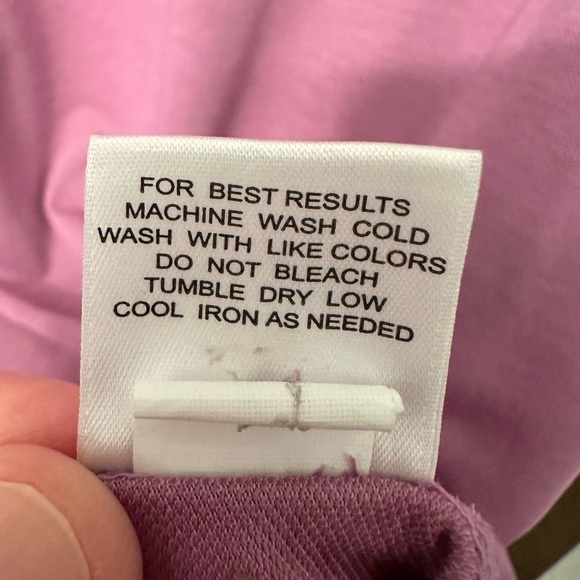 FOR BEST RESULTS
MACHINE WASH COLD
WASH WITH LIKE COLORS
DO NOT BLEACH
TUMBLE DRY LOW
COOL IRON AS NEEDED